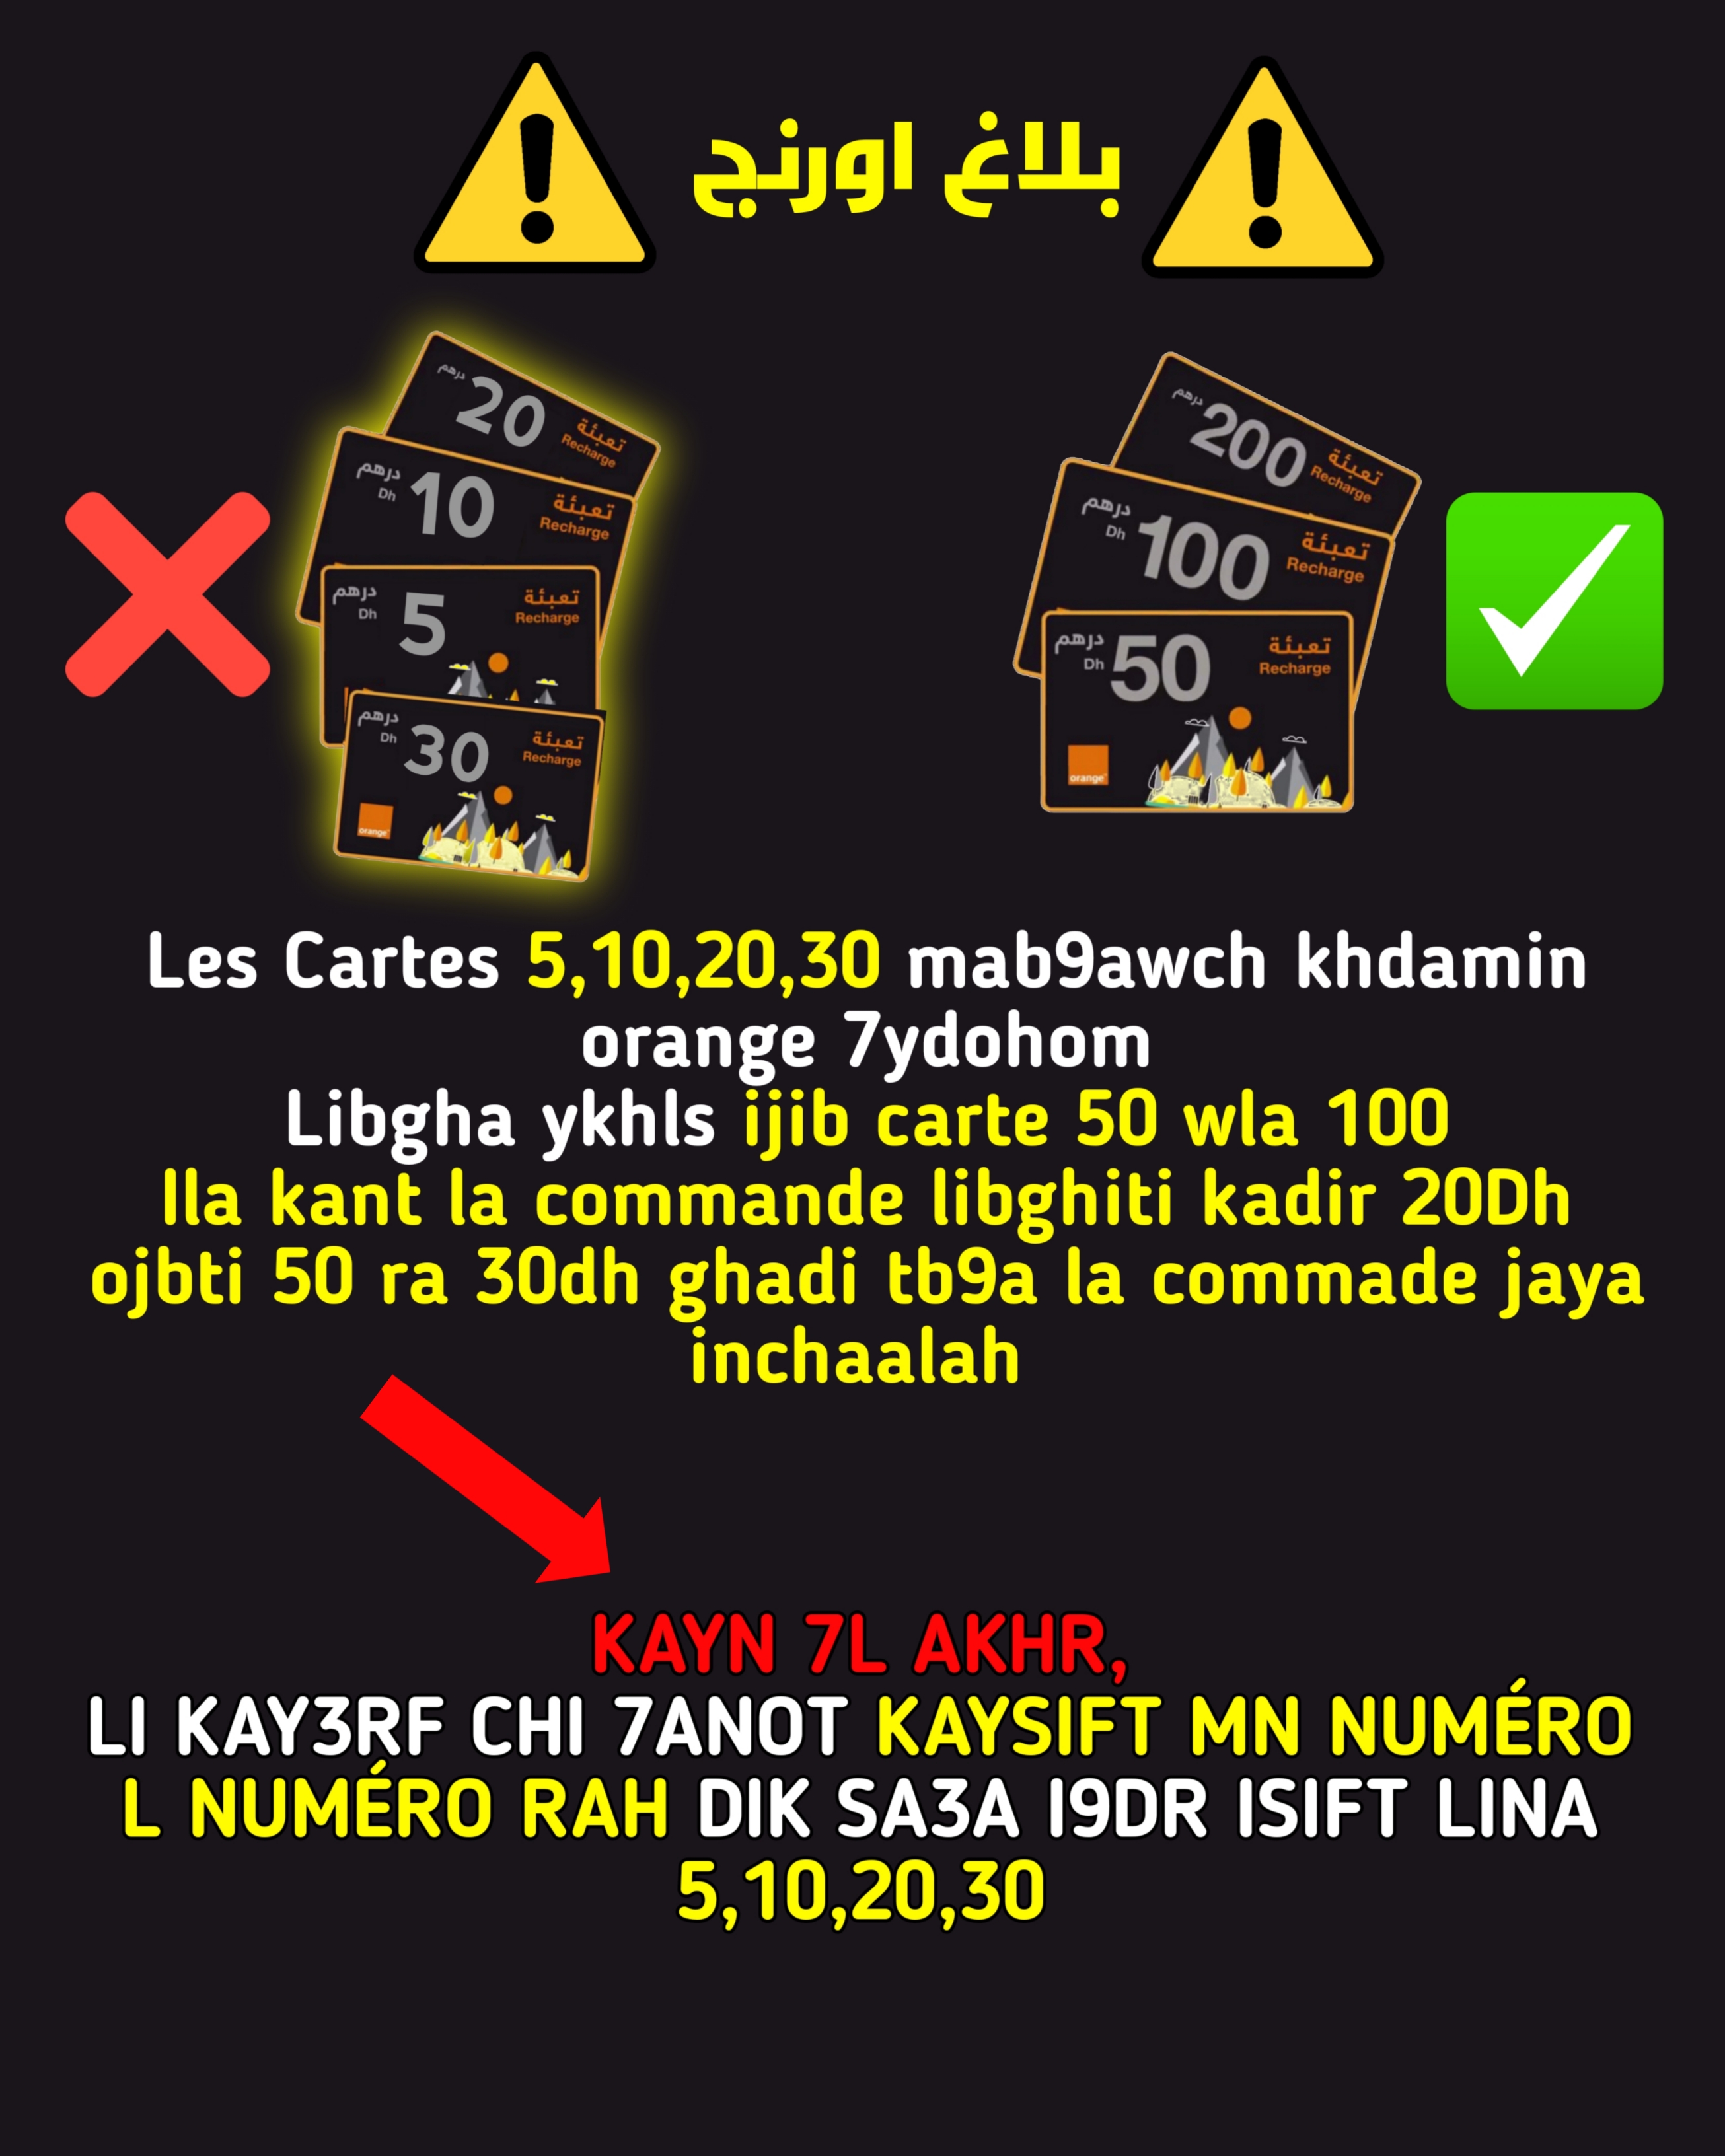 بلاغ اورنج
درهم 20 تعبئة
Recharge
درهم 10 تعبئة
Dh Recharge
درهم 5 تعبئة
Dh Recharge
درهم 30 تعبئة
Dh Recharge
orange
درهم 200 تعبئة
Recharge
درهم 100 تعبئة
Dh Recharge
درهم 50 تعبئة
Dh Recharge
orange
Les Cartes 5,10,20,30 mab9awch khdamin
orange 7ydohom
Libgha ykhls ijib carte 50 wla 100
Ila kant la commande libghiti kadir 20Dh
ojbti 50 ra 30dh ghadi tb9a la commade jaya
inchaalah
KAYN 7L AKHR,
LI KAY3RF CHI 7ANOT KAYSIFT MN NUMÉRO
L NUMÉRO RAH DIK SA3A I9DR ISIFT LINA
5,10,20,30